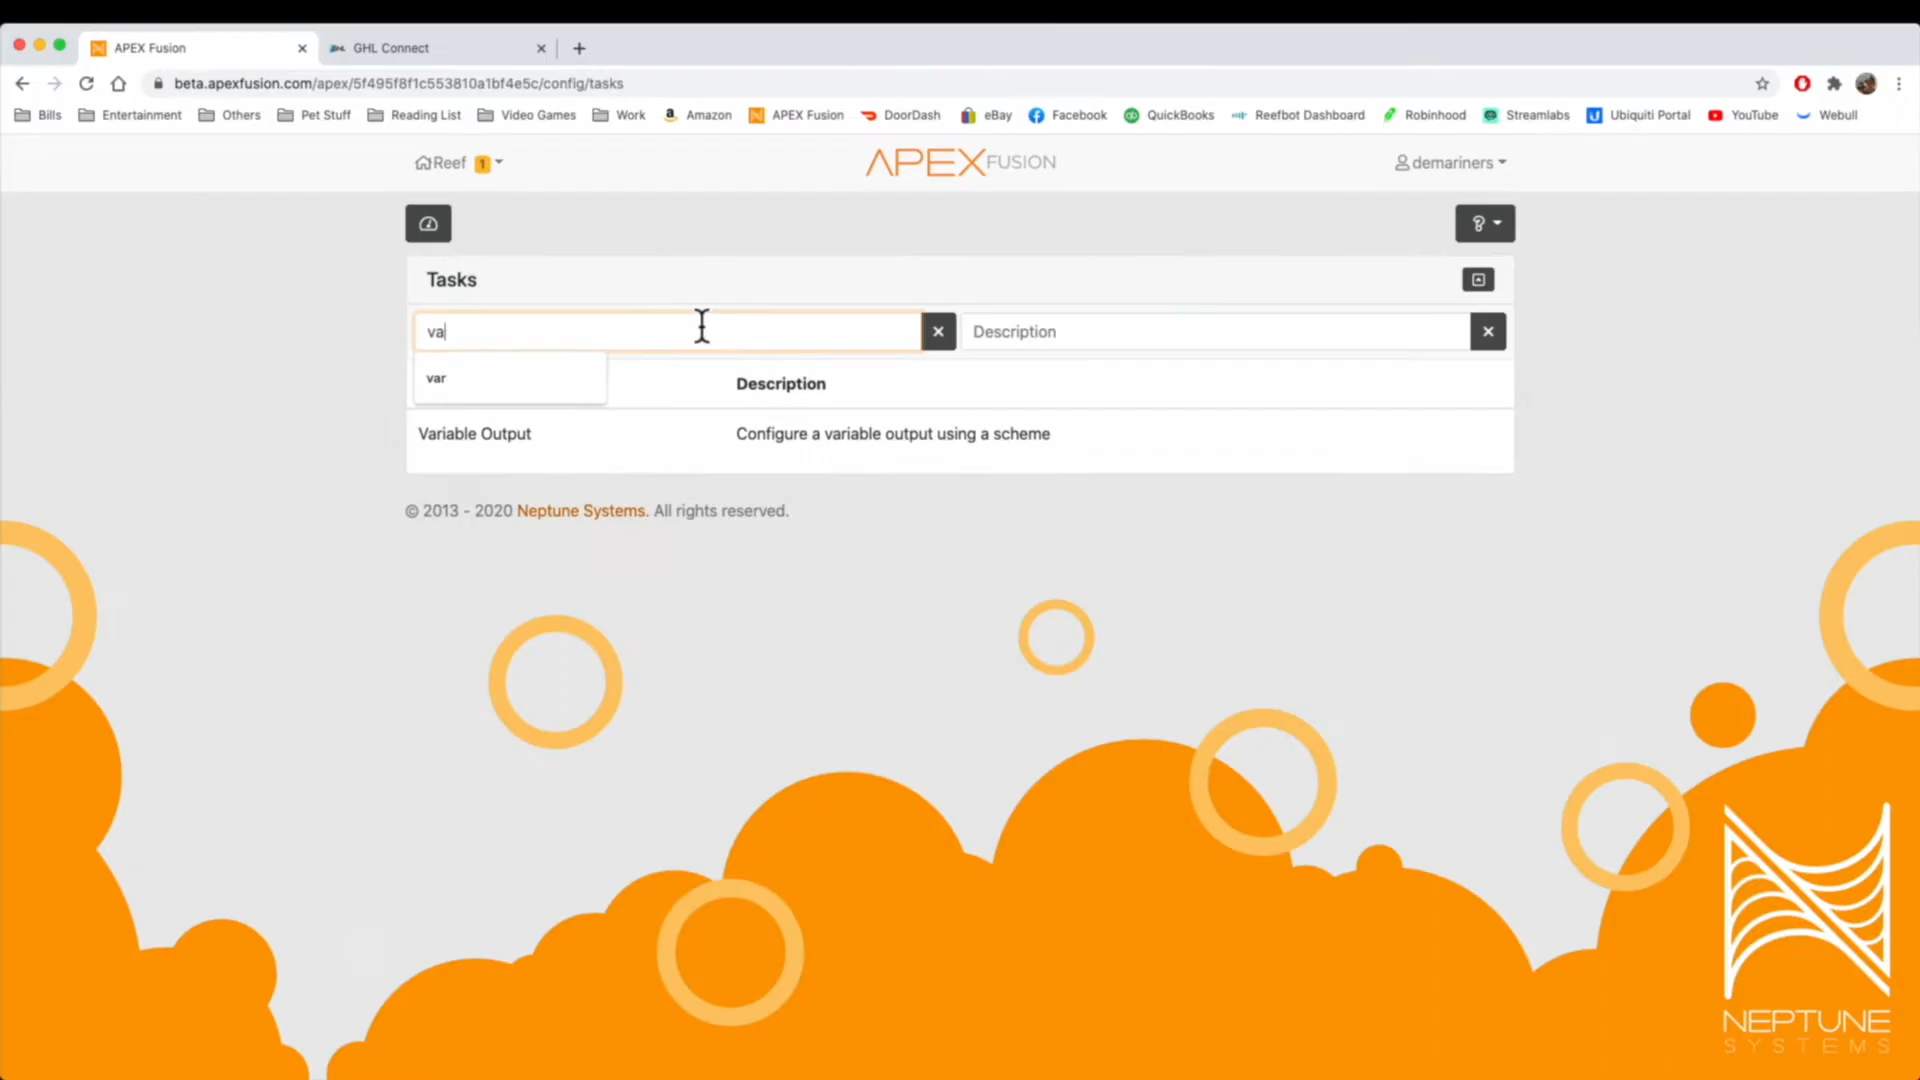 APEX Fusion
GHL Connect
beta.apexfusion.com/apex/5f495f8f1c553810a1bf4e5c/config/tasks
Bills Entertainment Others Pet Stuff Reading List Video Games Work Amazon APEX Fusion DoorDash eBay Facebook QuickBooks Reefbot Dashboard Robinhood Streamlabs Ubiquiti Portal YouTube Webull
Reef 1
APEX FUSION
demariners
?
Tasks
va
Description
var
Description
Variable Output
Configure a variable output using a scheme
© 2013 - 2020 Neptune Systems. All rights reserved.
NEPTUNE
SYSTEMS